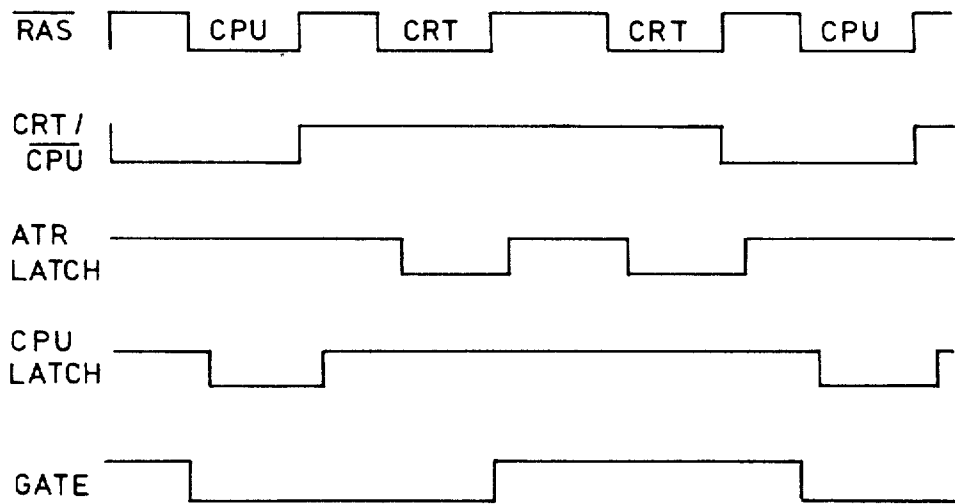 RAS CPU CRT CRT CPU
CRT /
CPU
ATR
LATCH
CPU
LATCH
GATE